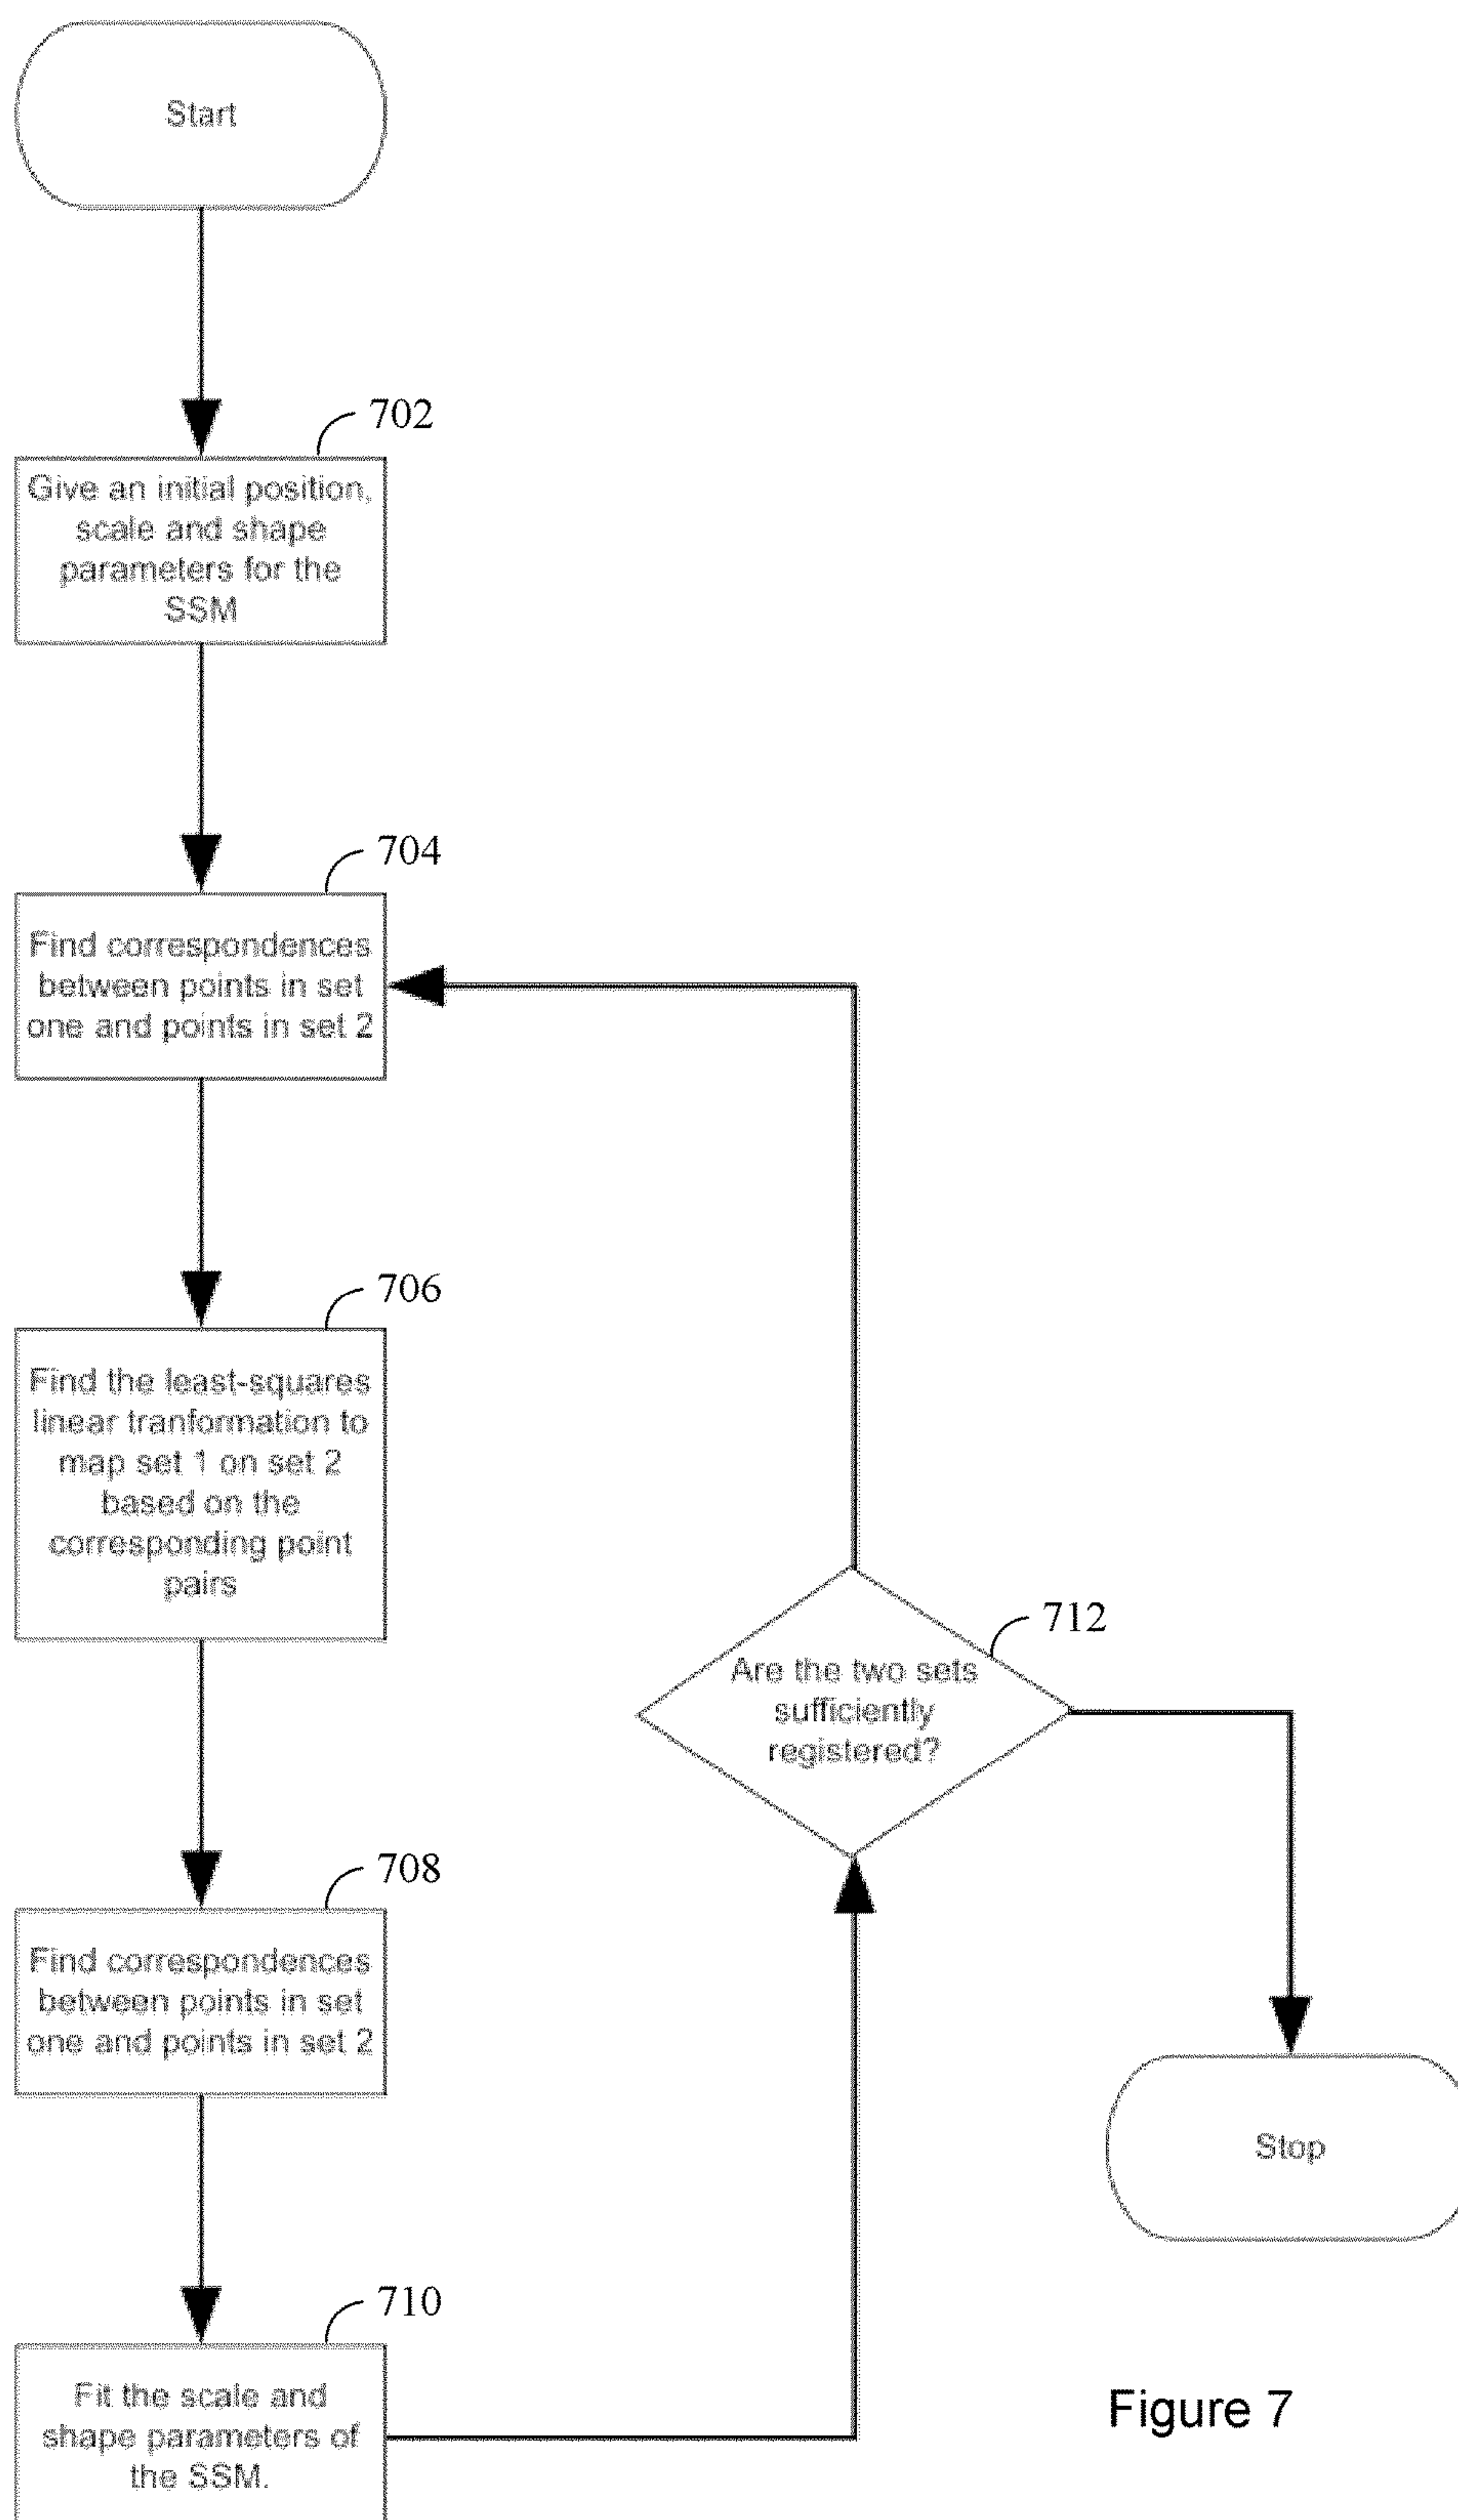 Start
702
Give an initial position,
scale and shape
parameters for the
SSM
704
Find correspondences
between points in set
one and points in set 2
706
Find the least-squares
linear tranformation to
map set 1 on set 2
based on the
corresponding point
pairs
712
Are the two sets
sufficiently
registered?
708
Find correspondences
between points in set
one and points in set 2
Stop
710
Fit the scale and
shape parameters of
the SSM.
Figure 7